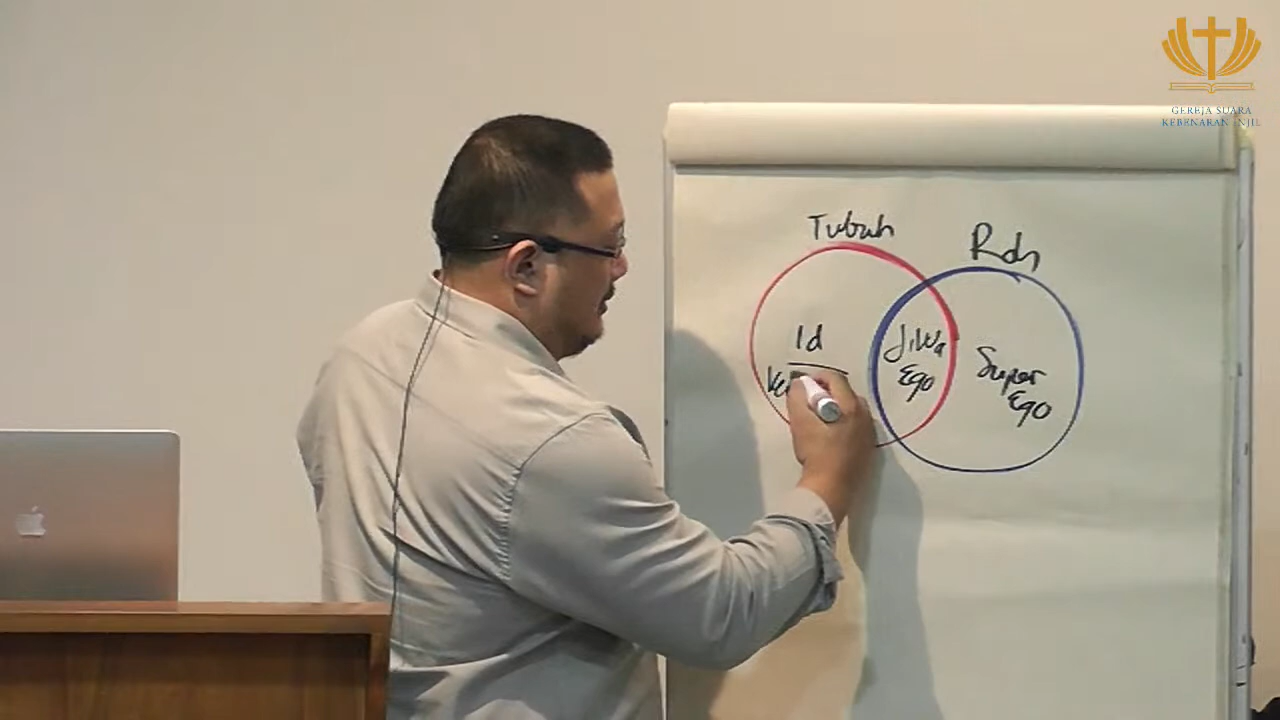 GEREJA SUARA
KEBENARAN INJIL
Tubuh
Roh
Id
Jiwa
Ego
Super
Ego